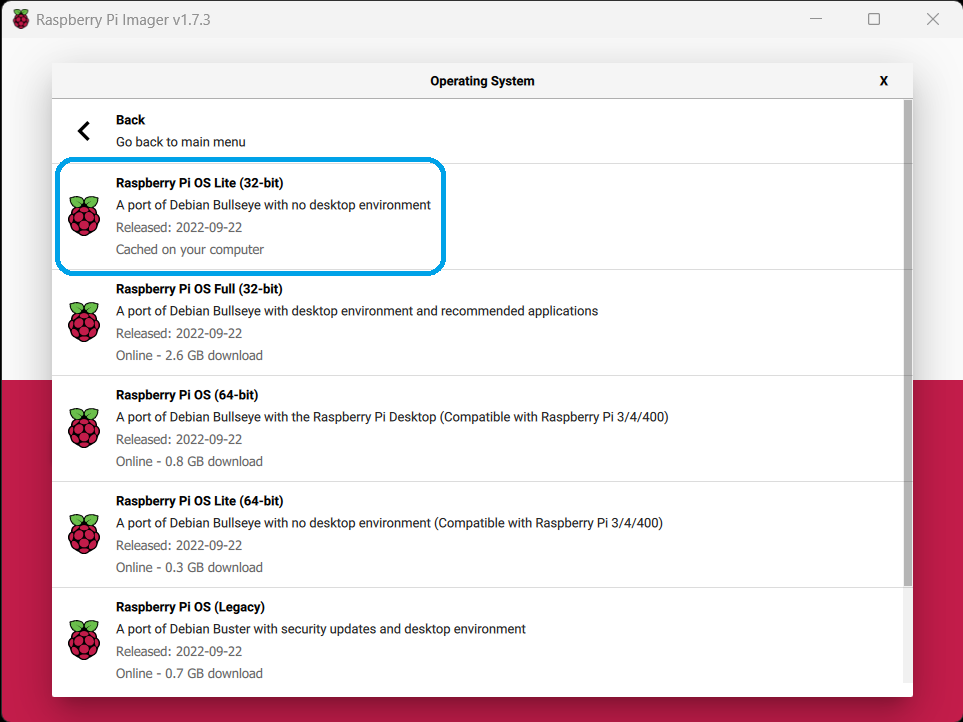 Raspberry Pi Imager v1.7.3
Operating System
X
Back
Go back to main menu
Raspberry Pi OS Lite (32-bit)
A port of Debian Bullseye with no desktop environment
Released: 2022-09-22
Cached on your computer
Raspberry Pi OS Full (32-bit)
A port of Debian Bullseye with desktop environment and recommended applications
Released: 2022-09-22
Online - 2.6 GB download
Raspberry Pi OS (64-bit)
A port of Debian Bullseye with the Raspberry Pi Desktop (Compatible with Raspberry Pi 3/4/400)
Released: 2022-09-22
Online - 0.8 GB download
Raspberry Pi OS Lite (64-bit)
A port of Debian Bullseye with no desktop environment (Compatible with Raspberry Pi 3/4/400)
Released: 2022-09-22
Online - 0.3 GB download
Raspberry Pi OS (Legacy)
A port of Debian Buster with security updates and desktop environment
Released: 2022-09-22
Online - 0.7 GB download